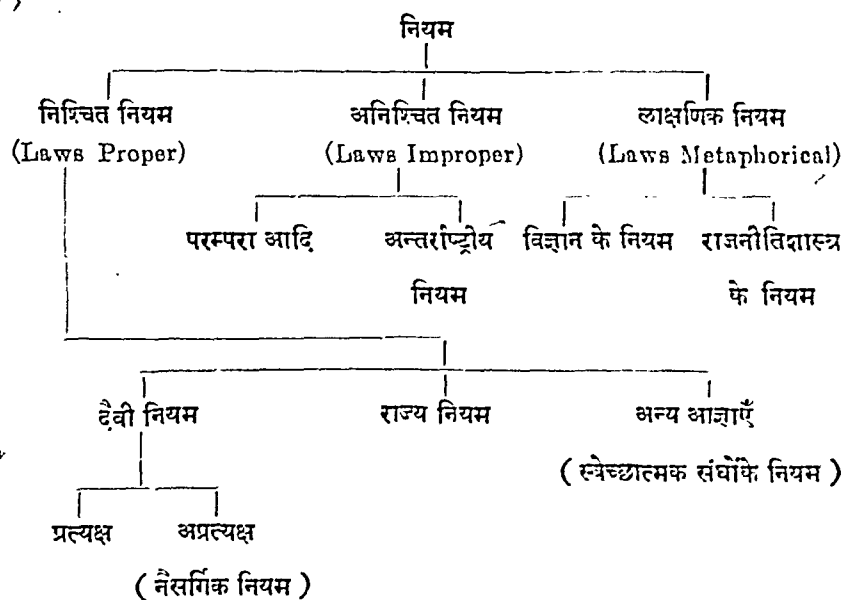 नियम
निश्चित नियम अनिश्चित नियम लाक्षणिक नियम
(Laws Proper) (Laws Improper) (Laws Metaphorical)
परम्परा आदि अन्तर्राष्ट्रीय विज्ञान के नियम राजनीतिशास्त्र
नियम के नियम
दैवी नियम राज्य नियम अन्य आज्ञाएँ
( स्वेच्छात्मक संघोंके नियम )
प्रत्यक्ष अप्रत्यक्ष
( नैसर्गिक नियम )